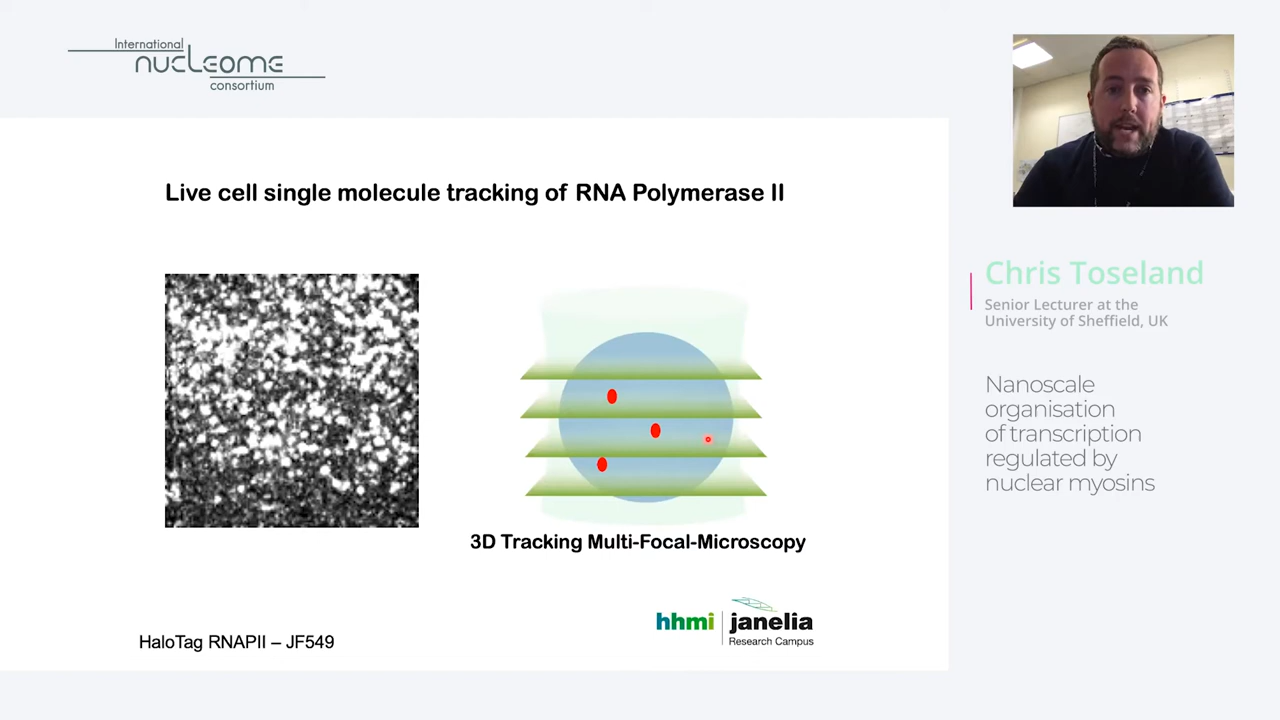 International
nucleome
consortium
Live cell single molecule tracking of RNA Polymerase II
3D Tracking Multi-Focal-Microscopy
hhmi
janelia
Research Campus
HaloTag RNAPII – JF549
Chris Toseland
Senior Lecturer at the
University of Sheffield, UK
Nanoscale
organisation
of transcription
regulated by
nuclear myosins